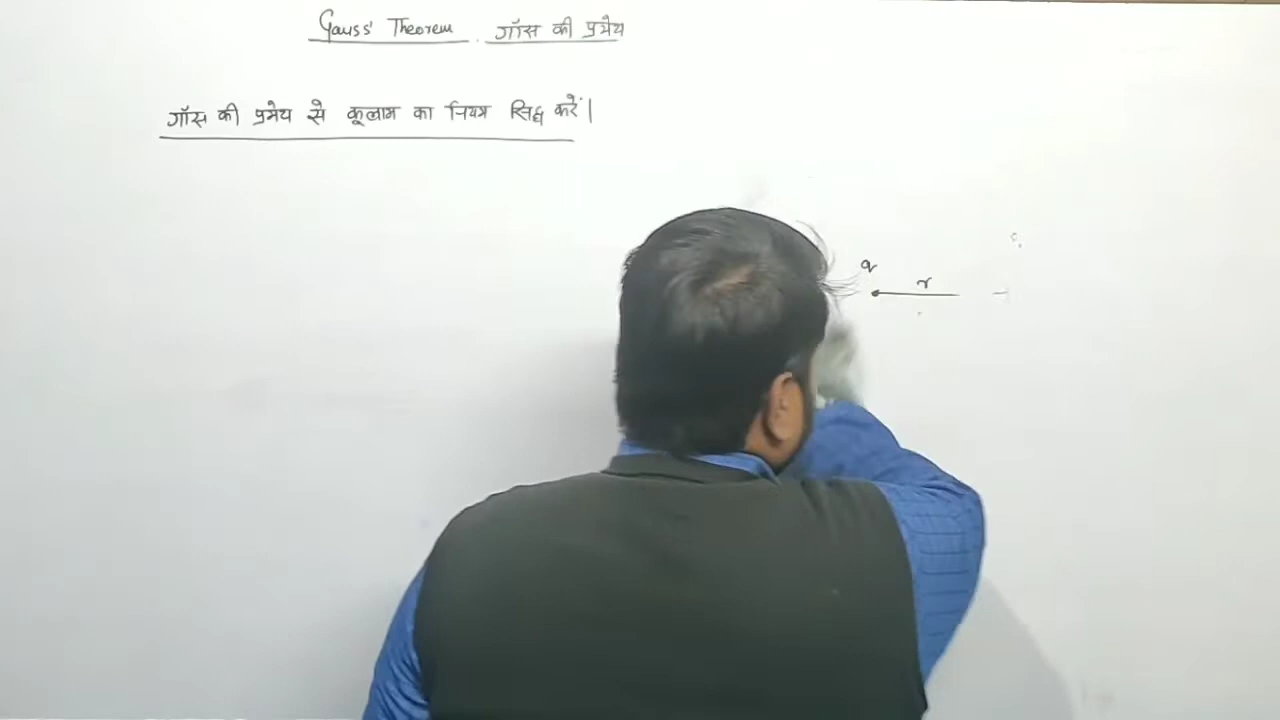 Gauss' Theorem . गॉस की प्रमेय
गॉस की प्रमेय से कूलाम का नियम सिद्ध करें |
q
r